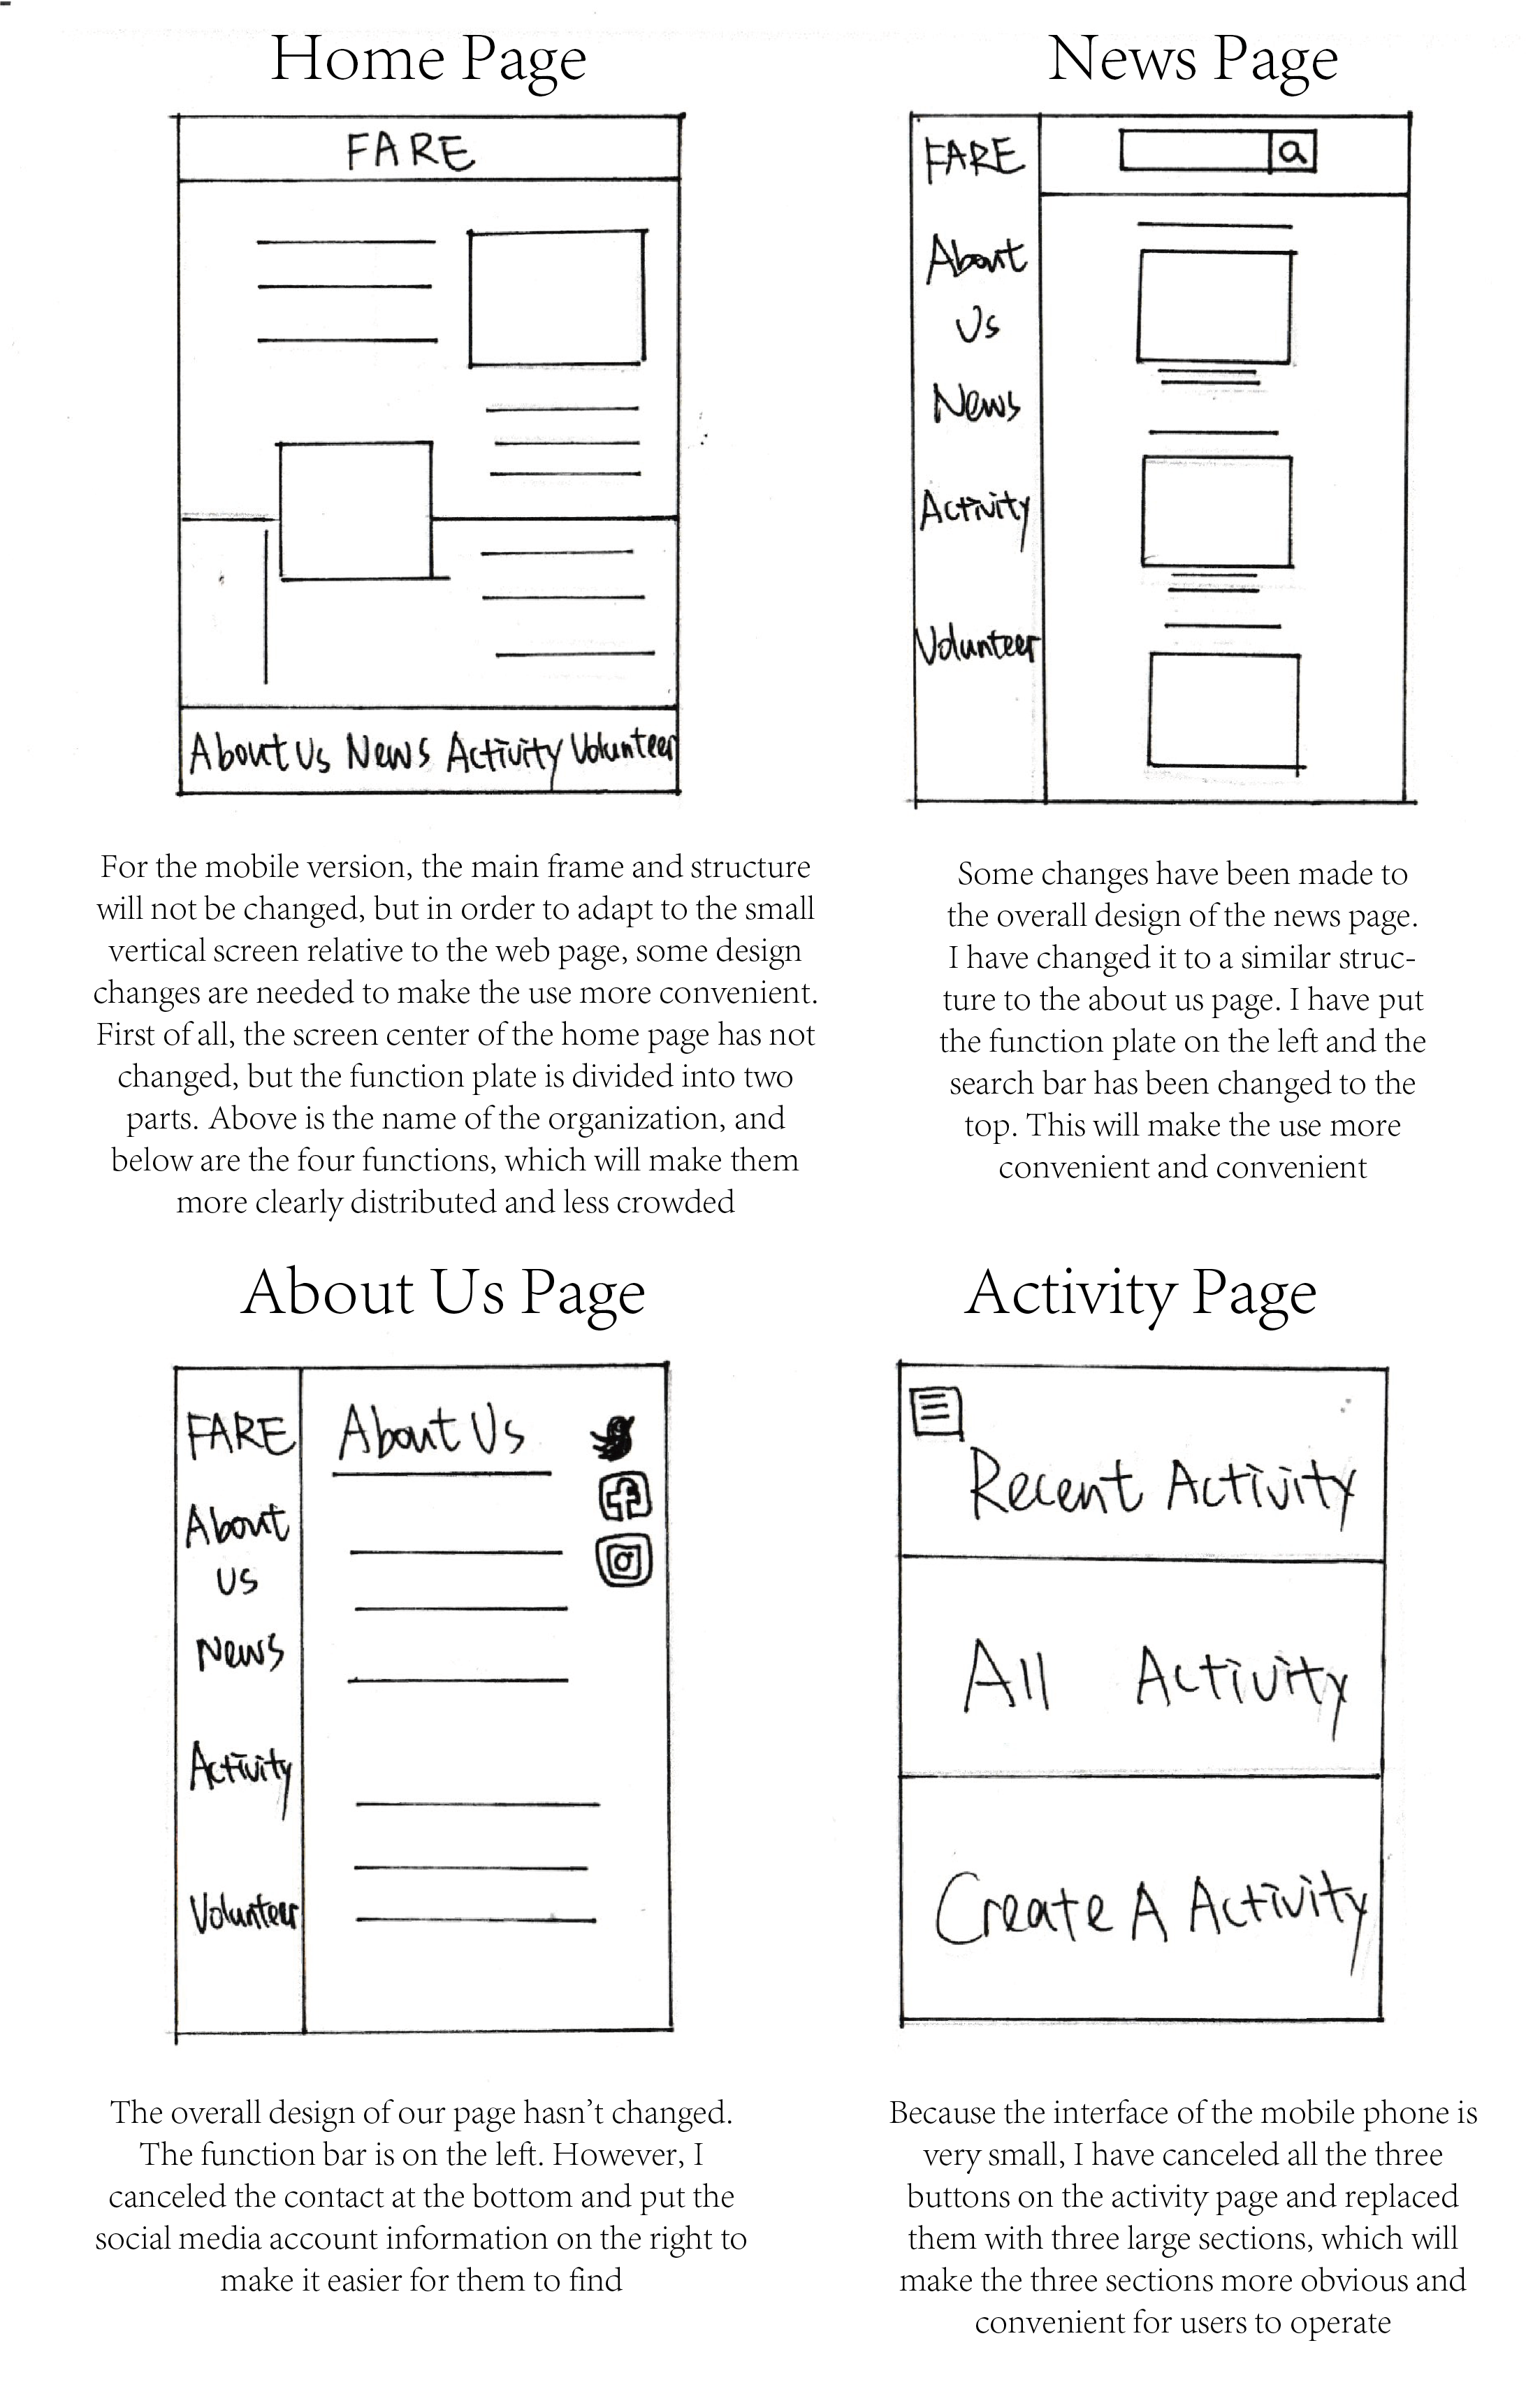 Home Page
FARE
About Us News Activity Volunteer
For the mobile version, the main frame and structure
will not be changed, but in order to adapt to the small
vertical screen relative to the web page, some design
changes are needed to make the use more convenient.
First of all, the screen center of the home page has not
changed, but the function plate is divided into two
parts. Above is the name of the organization, and
below are the four functions, which will make them
more clearly distributed and less crowded
News Page
FARE
About
Us
News
Activity
Volunteer
Some changes have been made to
the overall design of the news page.
I have changed it to a similar struc-
ture to the about us page. I have put
the function plate on the left and the
search bar has been changed to the
top. This will make the use more
convenient and convenient
About Us Page
FARE
About
Us
News
Activity
Volunteer
About Us
The overall design of our page hasn't changed.
The function bar is on the left. However, I
canceled the contact at the bottom and put the
social media account information on the right to
make it easier for them to find
Activity Page
Recent Activity
All Activity
Create A Activity
Because the interface of the mobile phone is
very small, I have canceled all the three
buttons on the activity page and replaced
them with three large sections, which will
make the three sections more obvious and
convenient for users to operate